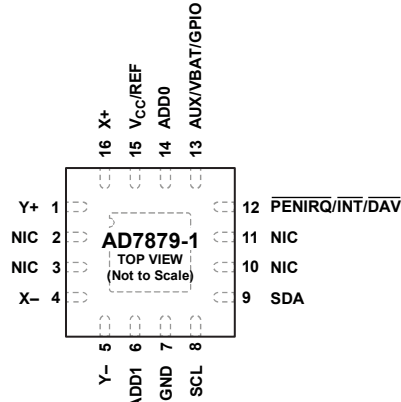 16 X+
15 VCC/REF
14 ADD0
13 AUX/VBAT/GPIO
Y+ 1
NIC 2
NIC 3
X– 4
AD7879-1
TOP VIEW
(Not to Scale)
12 PENIRQ/INT/DAV
11 NIC
10 NIC
9 SDA
Y– 5
ADD1 6
GND 7
SCL 8